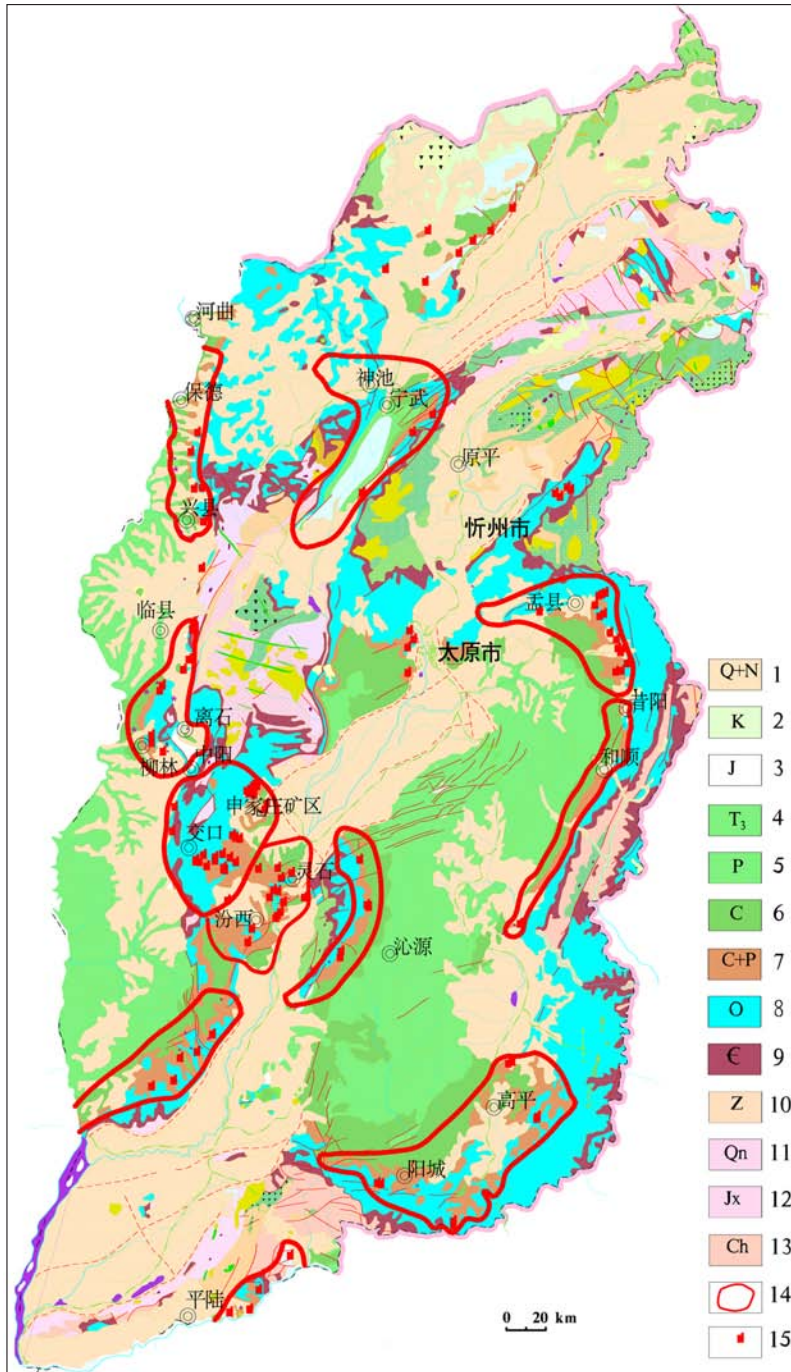 河曲
神池
保德
宁武
原平
兴县
忻州市
盂县
临县
太原市
昔阳
离石
中阳
柳林
和顺
申家庄矿区
交口
灵石
汾西
沁源
高平
阳城
平陆
0 20 km
Q+N 1
K 2
J 3
T₃ 4
P 5
C 6
C+P 7
O 8
Є 9
Z 10
Qn 11
Jx 12
Ch 13
14
15